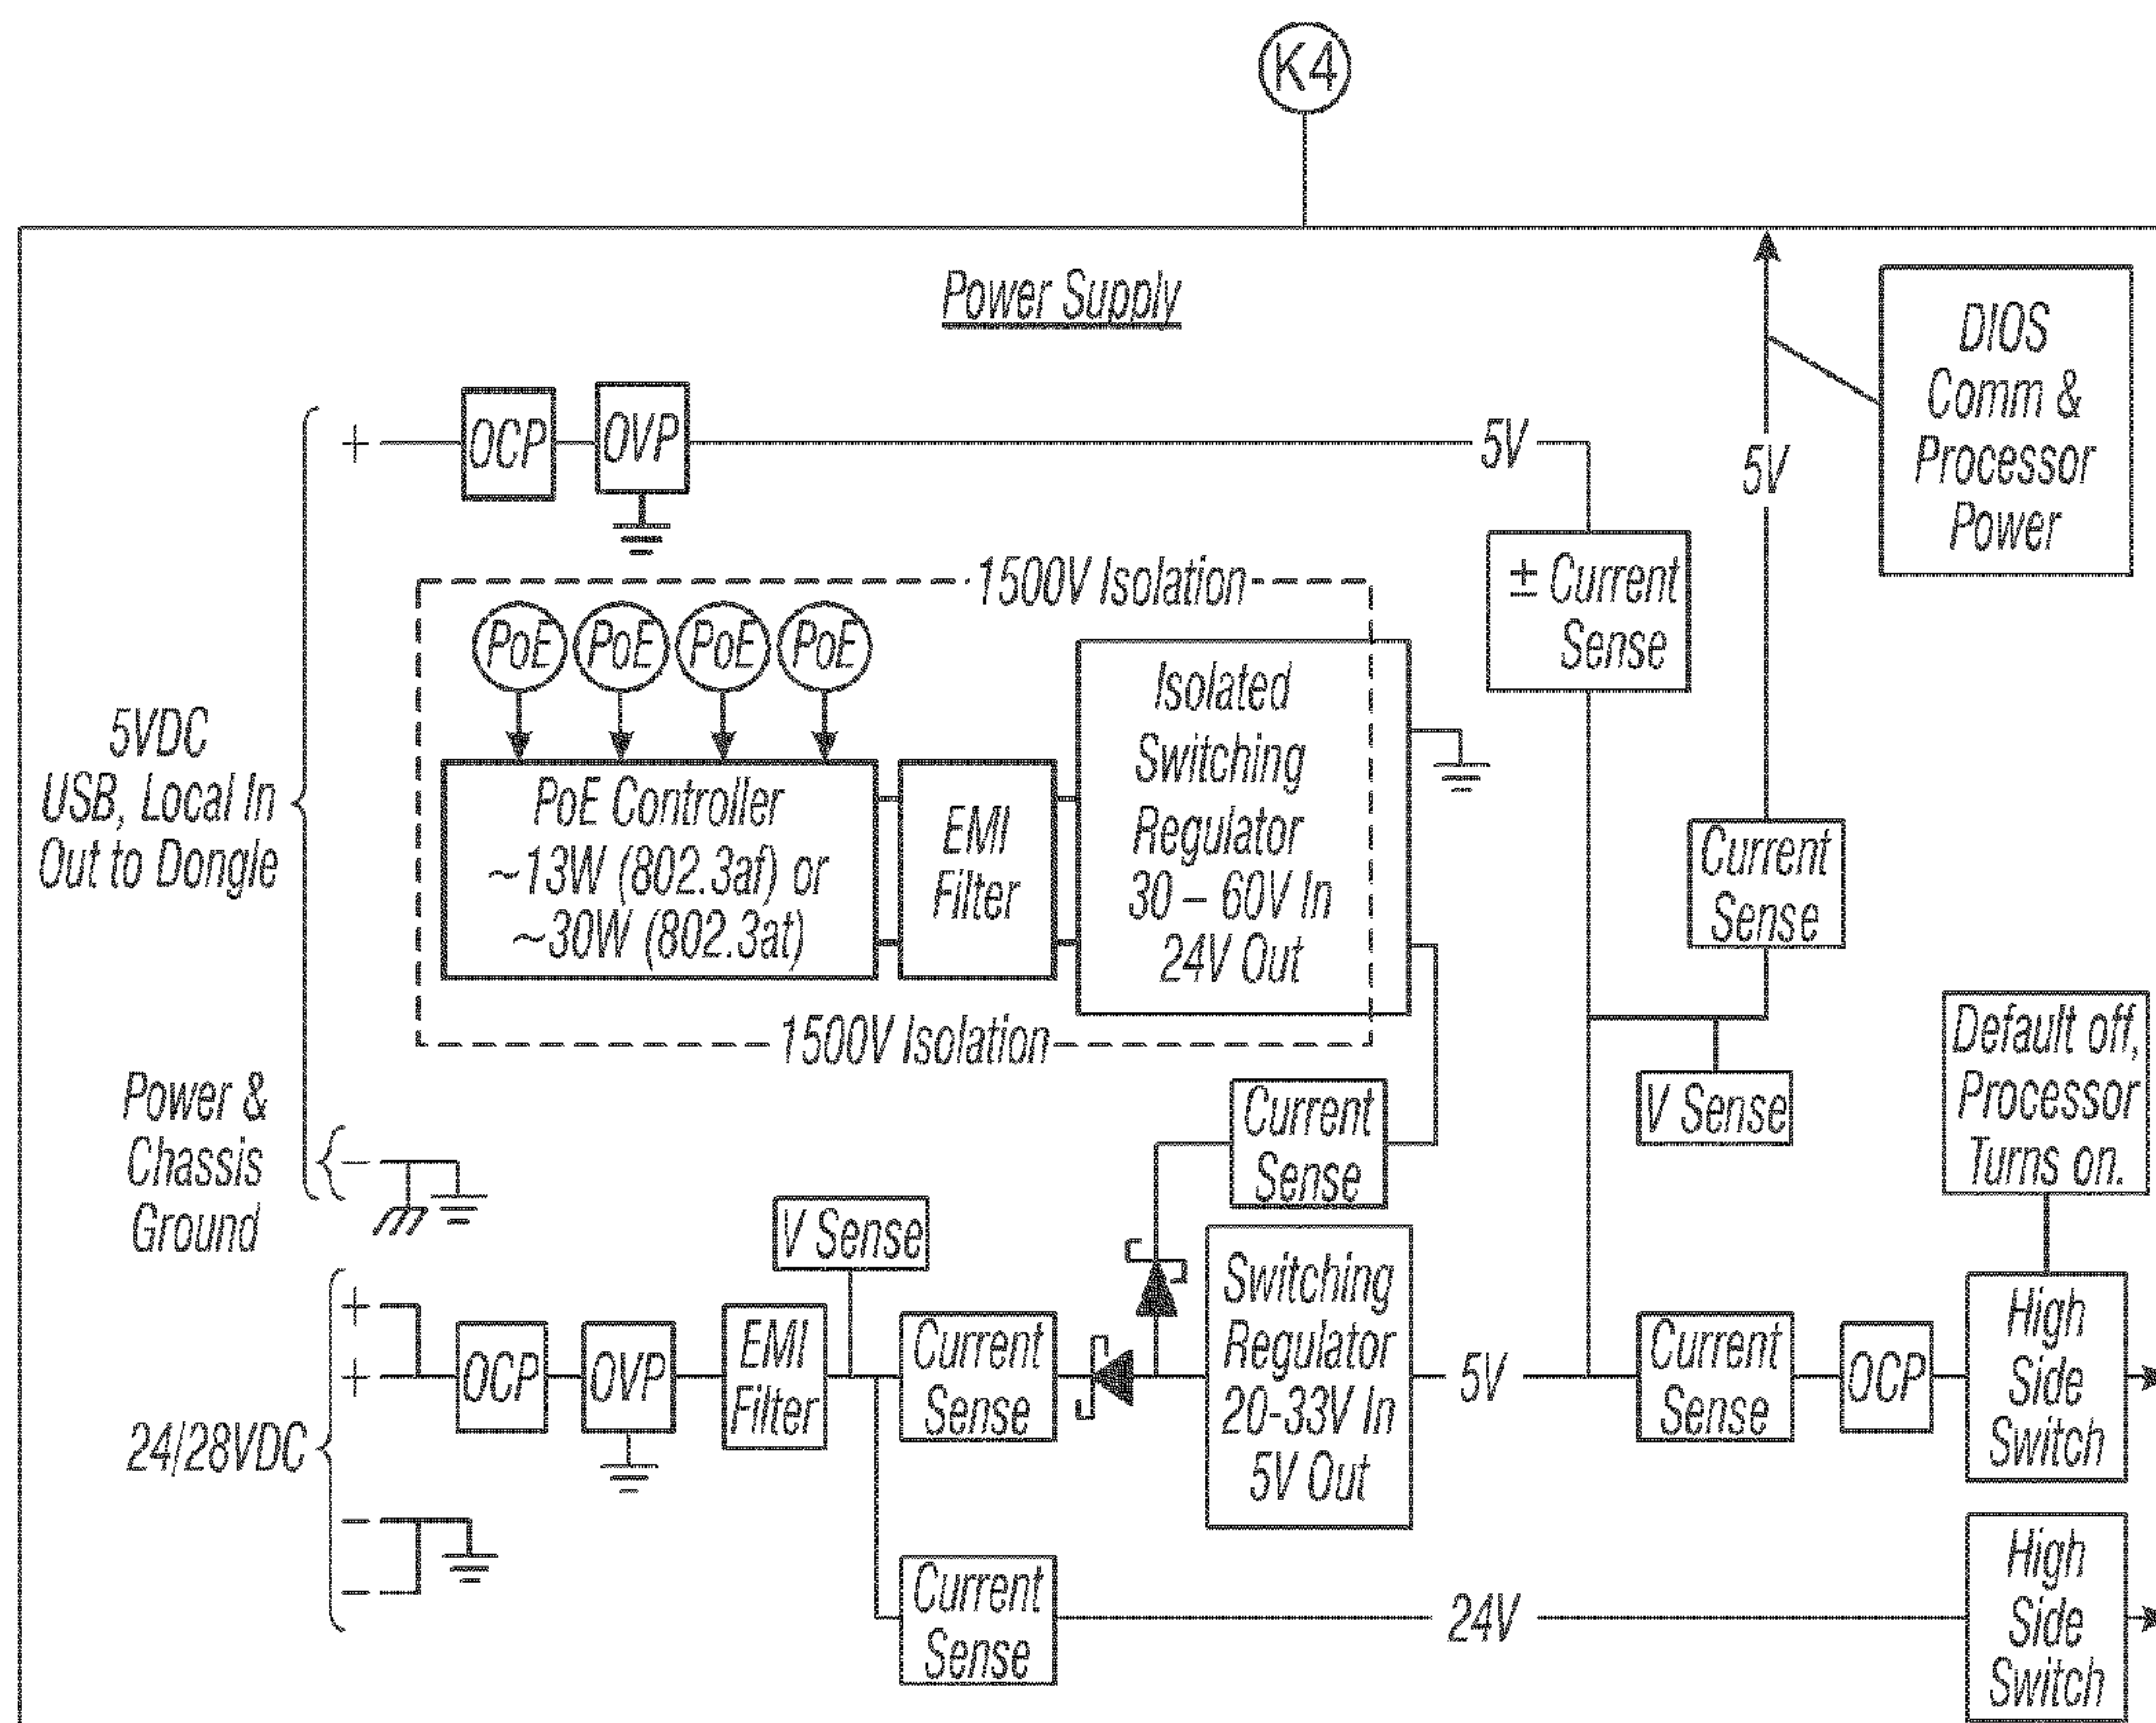 K4
Power Supply
DIOS
Comm &
Processor
Power
+
OCP
OVP
5V
5V
± Current
Sense
1500V Isolation
PoE
PoE
PoE
PoE
5VDC
USB, Local In
Out to Dongle
PoE Controller
~13W (802.3af) or
~30W (802.3at)
EMI
Filter
Isolated
Switching
Regulator
30 – 60V In
24V Out
Current
Sense
1500V Isolation
Default off,
Processor
Turns on.
V Sense
Power &
Chassis
Ground
–
Current
Sense
V Sense
24/28VDC
+
+
–
–
OCP
OVP
EMI
Filter
Current
Sense
Switching
Regulator
20-33V In
5V Out
5V
Current
Sense
OCP
High
Side
Switch
Current
Sense
24V
High
Side
Switch